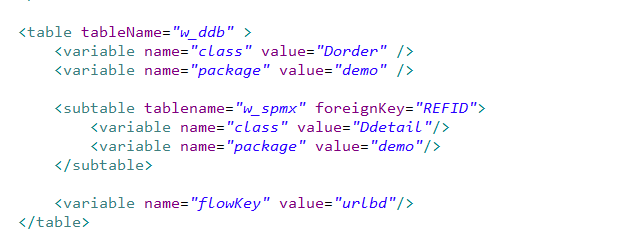 <table tableName="w_ddb" >
<variable name="class" value="Dorder" />
<variable name="package" value="demo" />
<subtable tablename="w_spmx" foreignKey="REFID">
<variable name="class" value="Ddetail"/>
<variable name="package" value="demo"/>
</subtable>
<variable name="flowKey" value="urlbd"/>
</table>